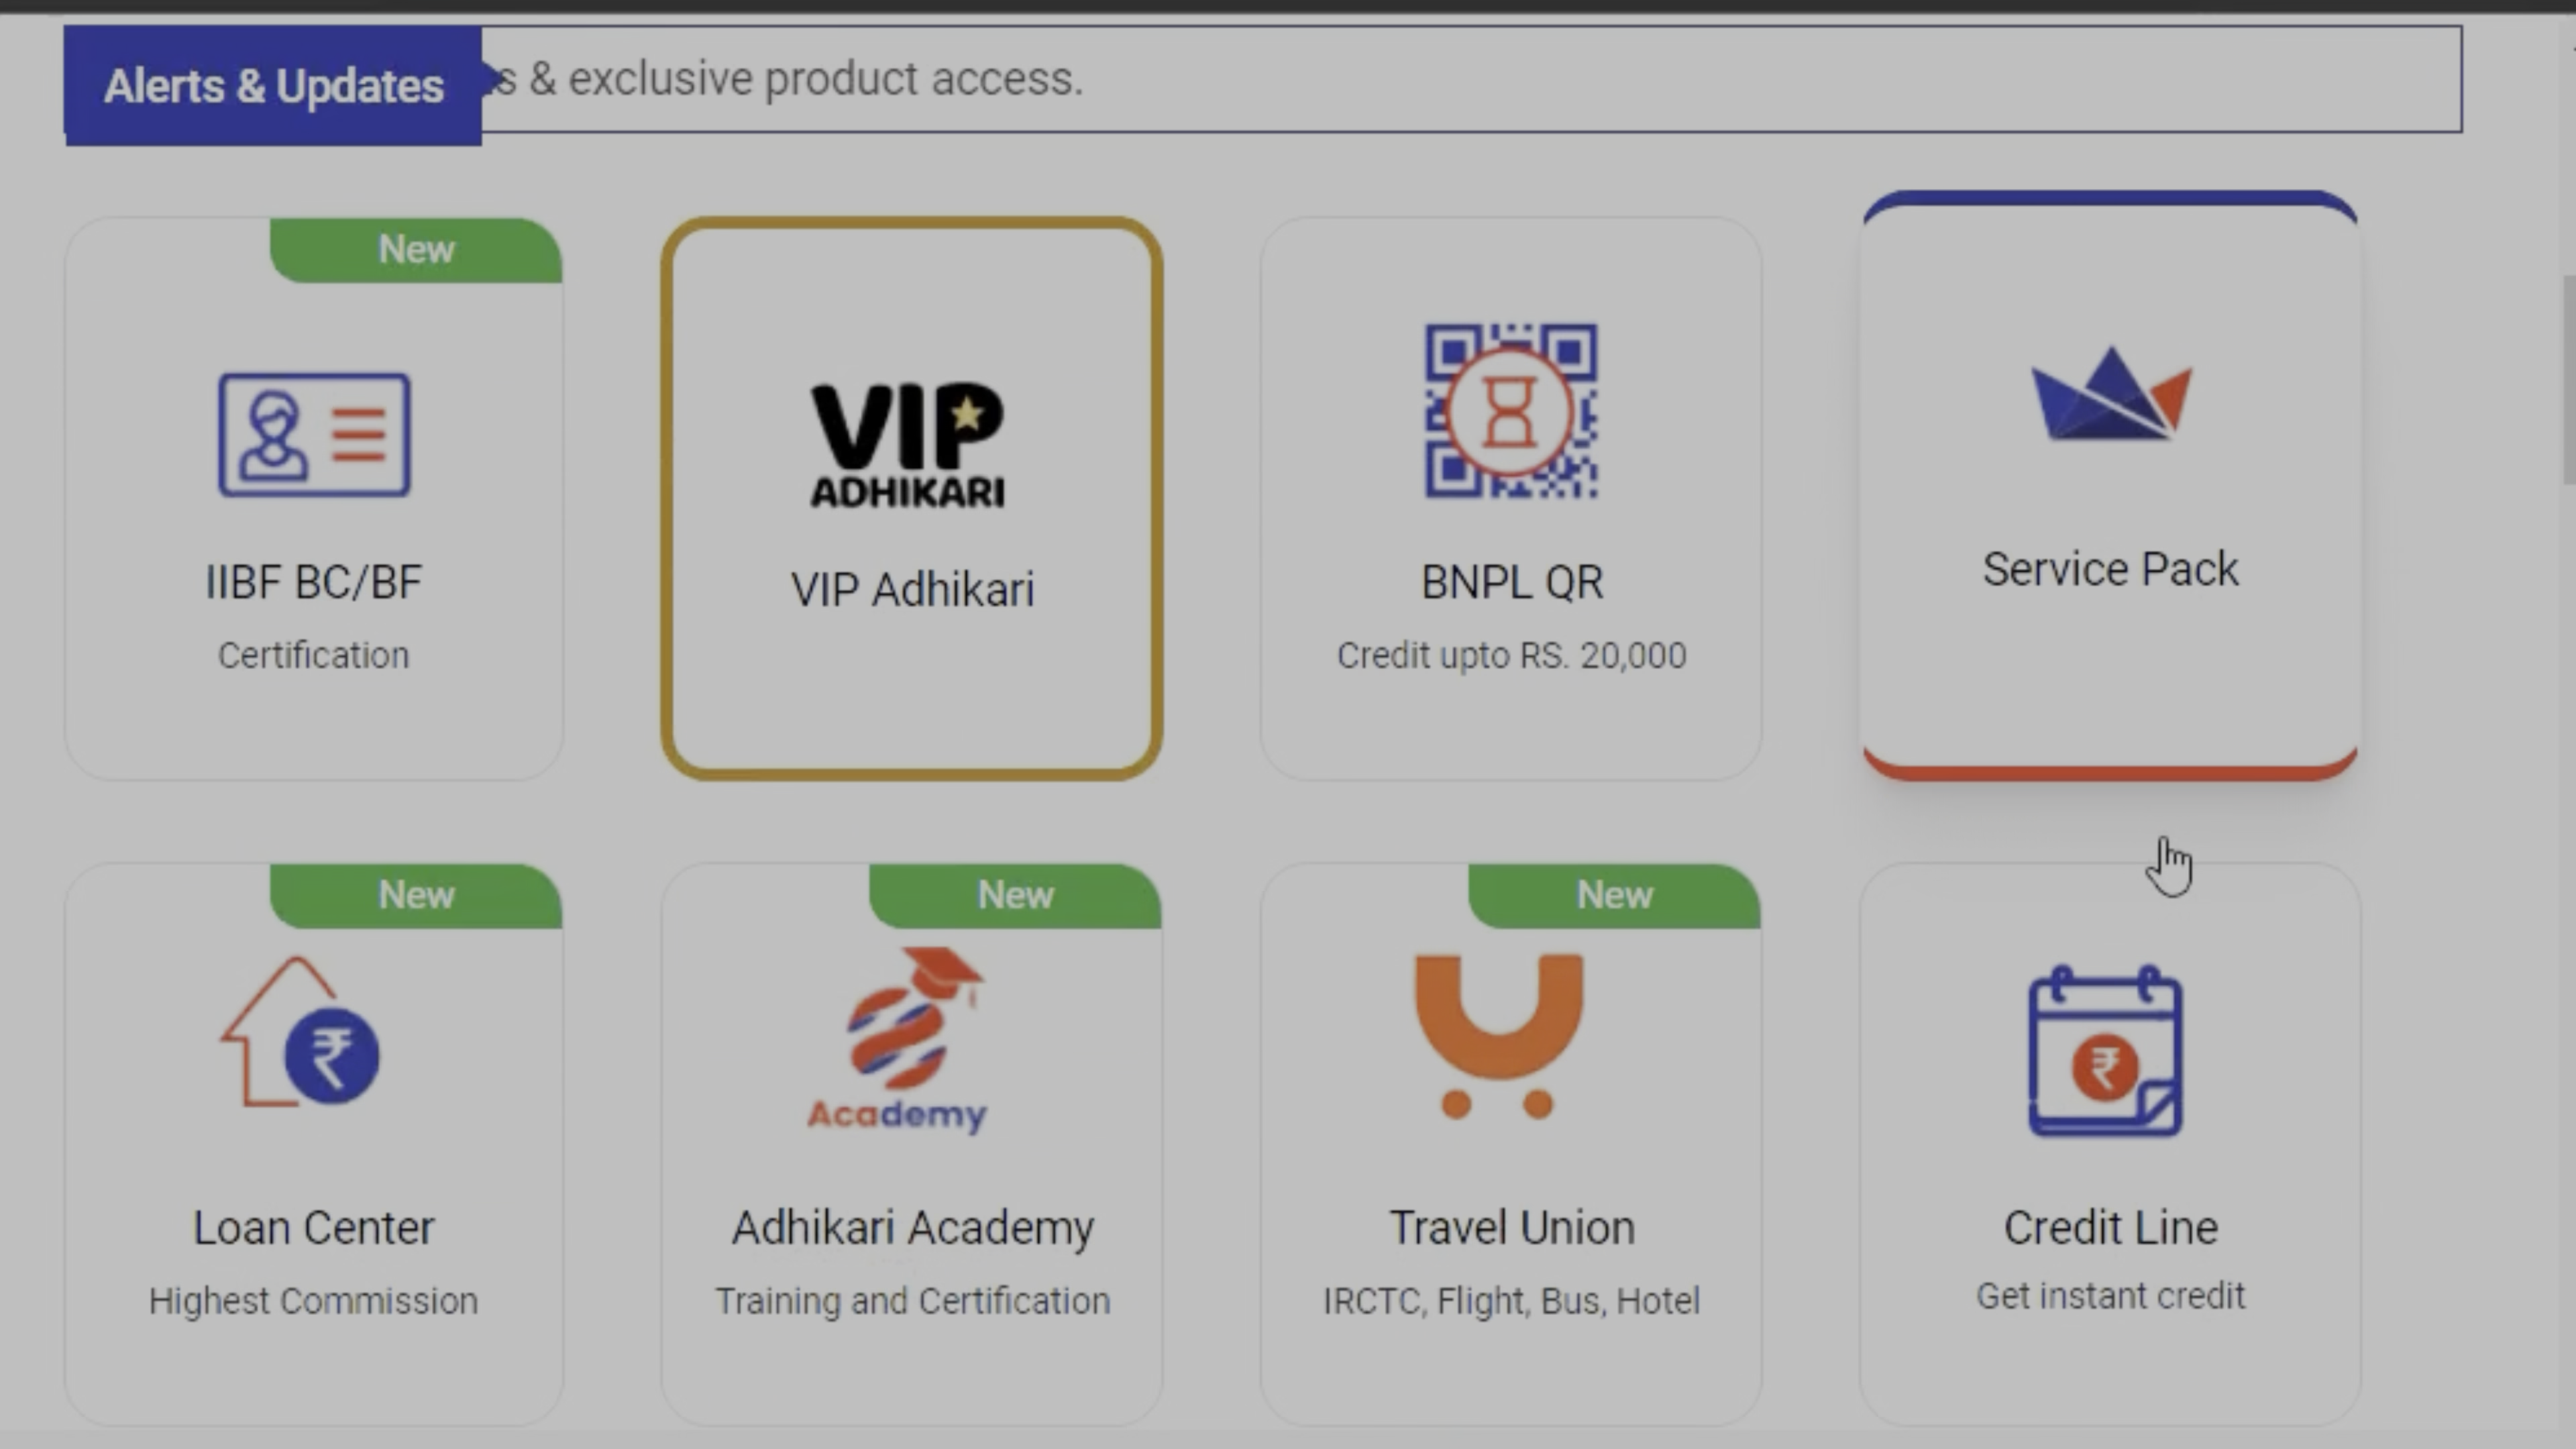 Alerts & Updates
s & exclusive product access.
New
VIP
ADHIKARI
IIBF BC/BF
Certification
VIP Adhikari
BNPL QR
Credit upto RS. 20,000
Service Pack
New
New
New
Academy
Loan Center
Highest Commission
Adhikari Academy
Training and Certification
Travel Union
IRCTC, Flight, Bus, Hotel
Credit Line
Get instant credit